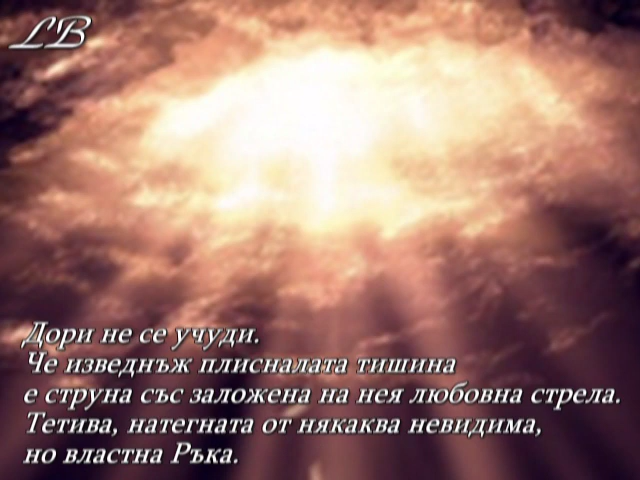 LB
Дори не се учуди.
Че изведнъж плисналата тишина
е струна със заложена на нея любовна стрела.
Тетива, натегната от някаква невидима,
но властна Ръка.